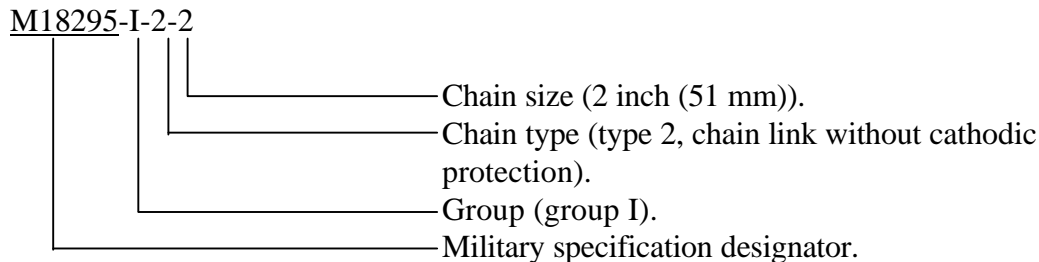 M18295-I-2-2
Chain size (2 inch (51 mm)).
Chain type (type 2, chain link without cathodic
protection).
Group (group I).
Military specification designator.